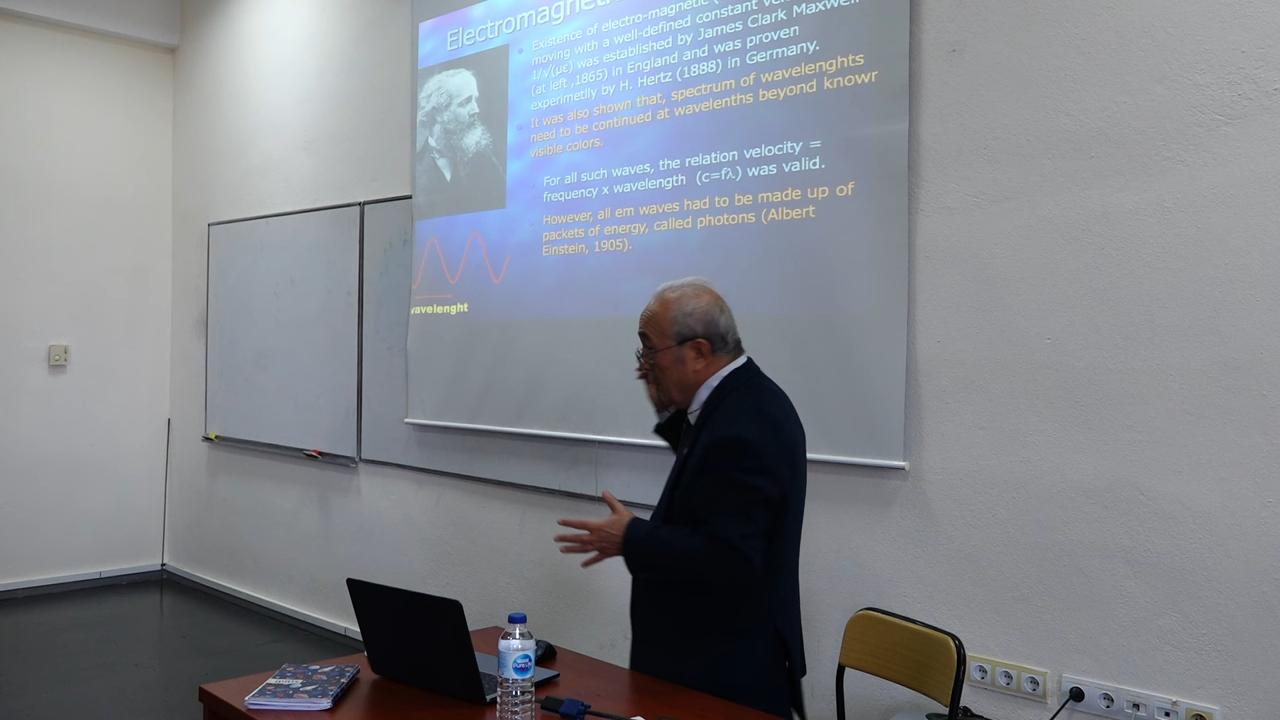 Electromagnetic
Existence of electro-magnetic (
moving with a well-defined constant
1/√(με) was established by James Clark Maxwell
(at left ,1865) in England and was proven
experimetlly by H. Hertz (1888) in Germany.
It was also shown that, spectrum of wavelenghts
need to be continued at wavelenths beyond known
visible colors.
For all such waves, the relation velocity =
frequency x wavelength (c=fλ) was valid.
However, all em waves had to be made up of
packets of energy, called photons (Albert
Einstein, 1905).
wavelenght
pure life